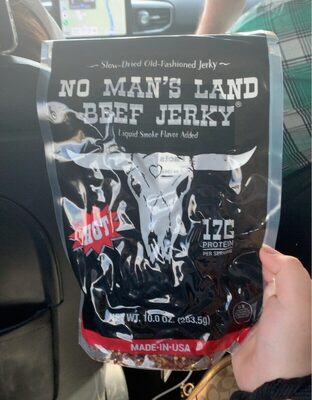 Slow-Dried Old-Fashioned Jerky
NO MAN'S LAND
BEEF JERKY®
Liquid Smoke Flavor Added
HOT
17G
PROTEIN
PER SERVING
NET WT. 10.0 OZ. (283.5g)
MADE-IN-USA